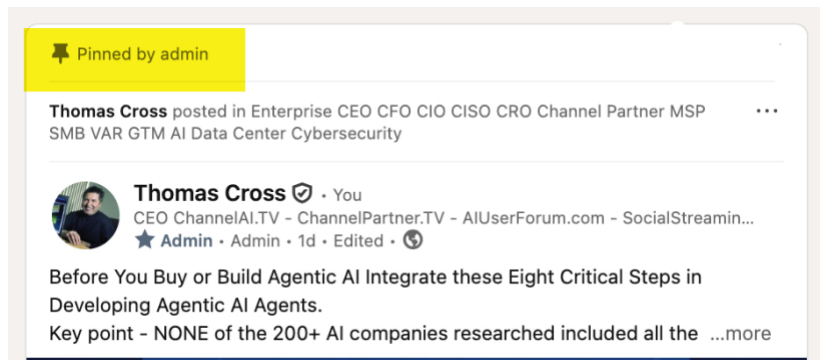 Pinned by admin
Thomas Cross posted in Enterprise CEO CFO CIO CISO CRO Channel Partner MSP
SMB VAR GTM AI Data Center Cybersecurity
Thomas Cross · You
CEO ChannelAI.TV - ChannelPartner.TV - AIUserForum.com - SocialStreamin...
Admin · Admin · 1d · Edited ·
Before You Buy or Build Agentic AI Integrate these Eight Critical Steps in
Developing Agentic AI Agents.
Key point - NONE of the 200+ AI companies researched included all the ...more